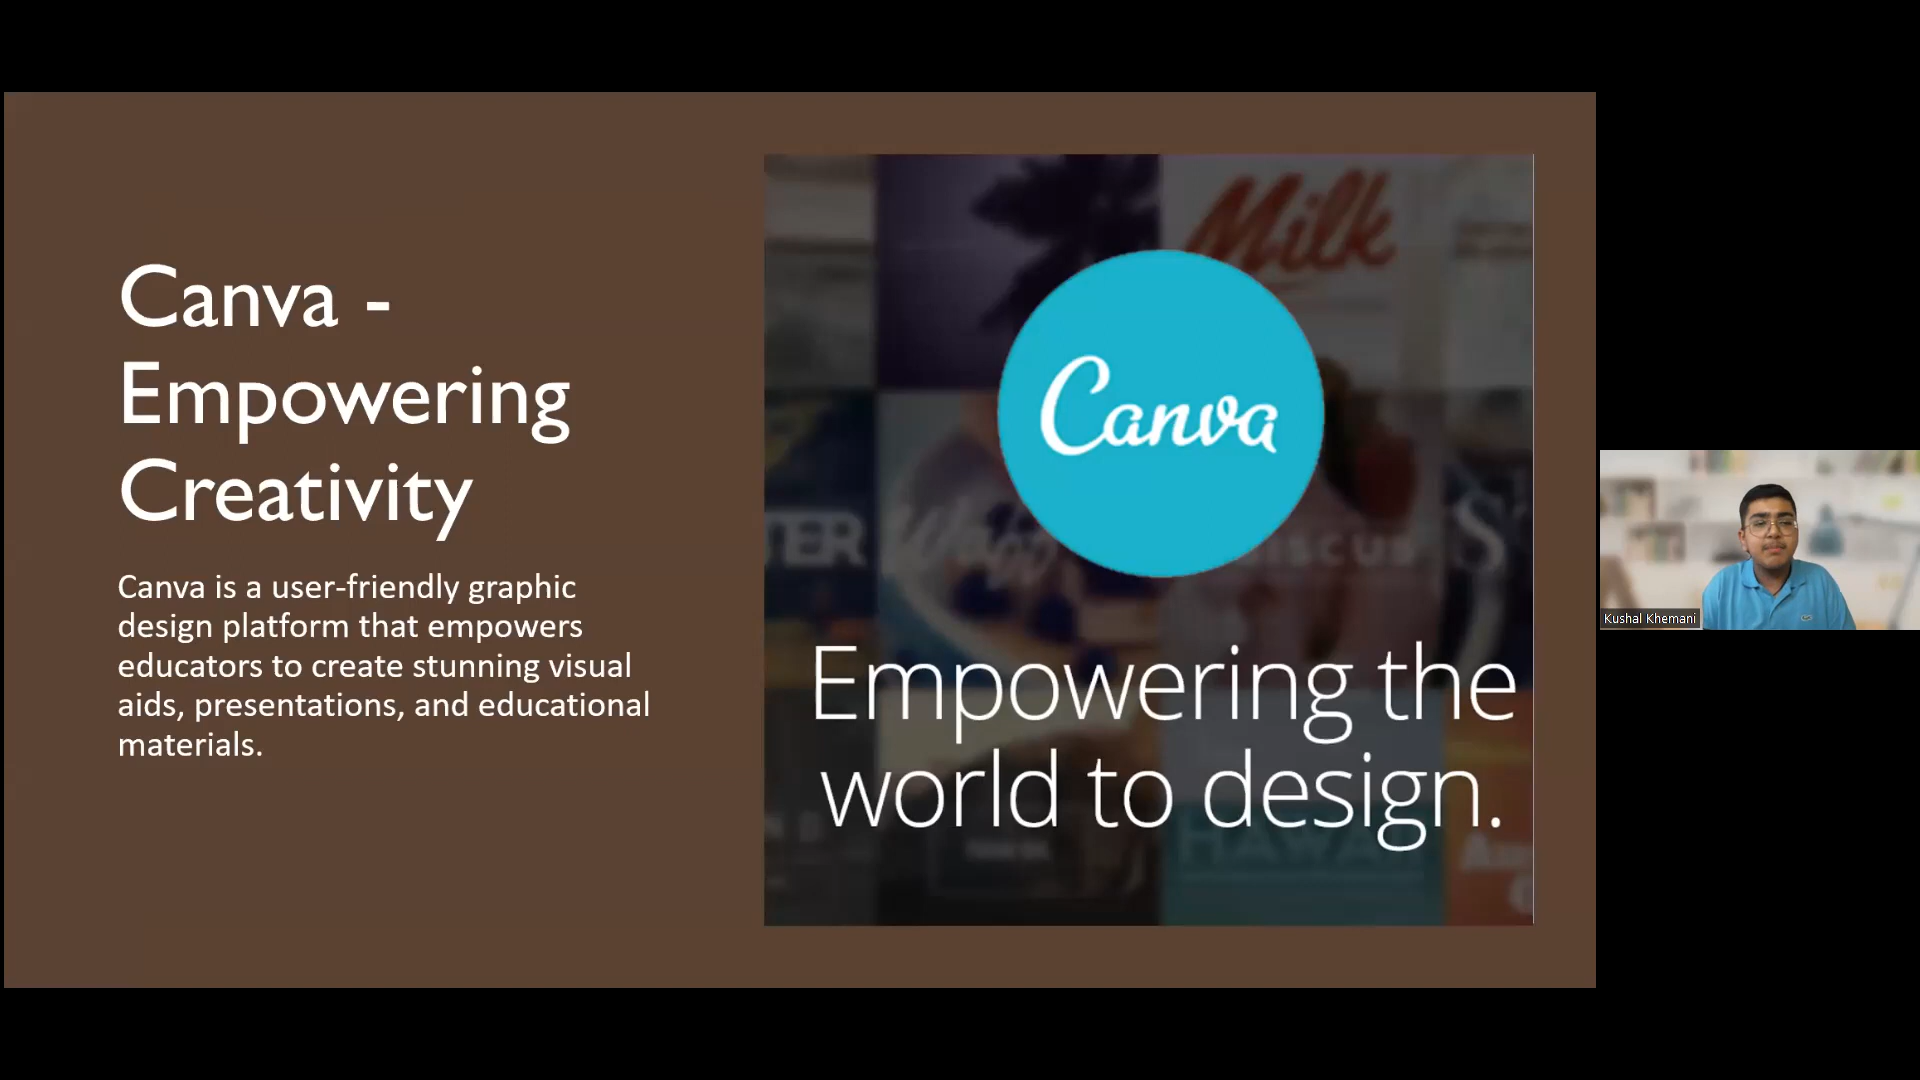 Canva -
Empowering
Creativity
Canva is a user-friendly graphic
design platform that empowers
educators to create stunning visual
aids, presentations, and educational
materials.
Milk
Canva
Empowering the
world to design.
HAWAII
Kushal Khemani